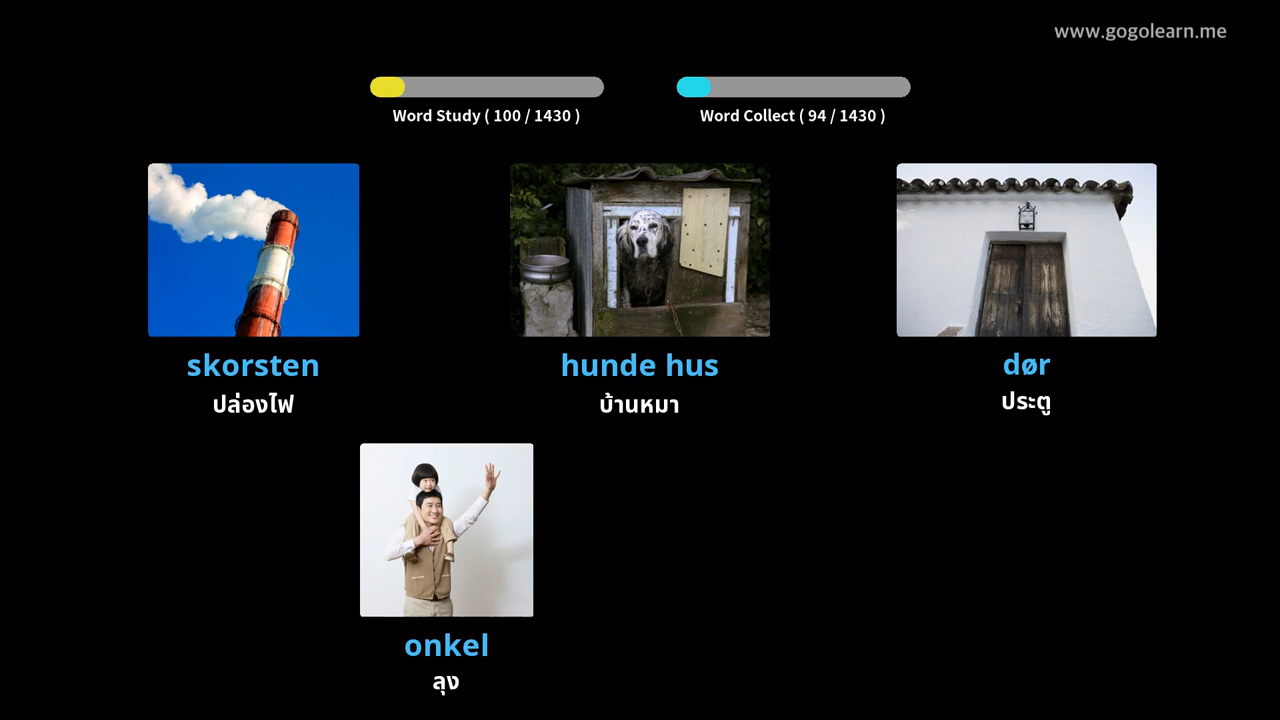 www.gogolearn.me
Word Study ( 100 / 1430 )
Word Collect ( 94 / 1430 )
skorsten
ปล่องไฟ
hunde hus
บ้านหมา
dør
ประตู
onkel
ลุง